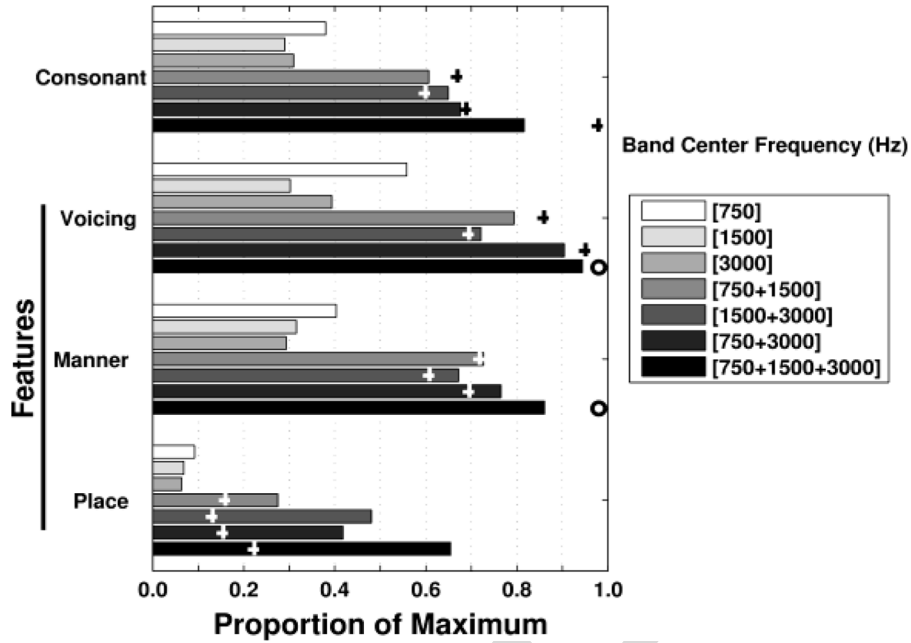 Consonant
Voicing
Manner
Place
Features
0.0 0.2 0.4 0.6 0.8 1.0
Proportion of Maximum
Band Center Frequency (Hz)
[750]
[1500]
[3000]
[750+1500]
[1500+3000]
[750+3000]
[750+1500+3000]